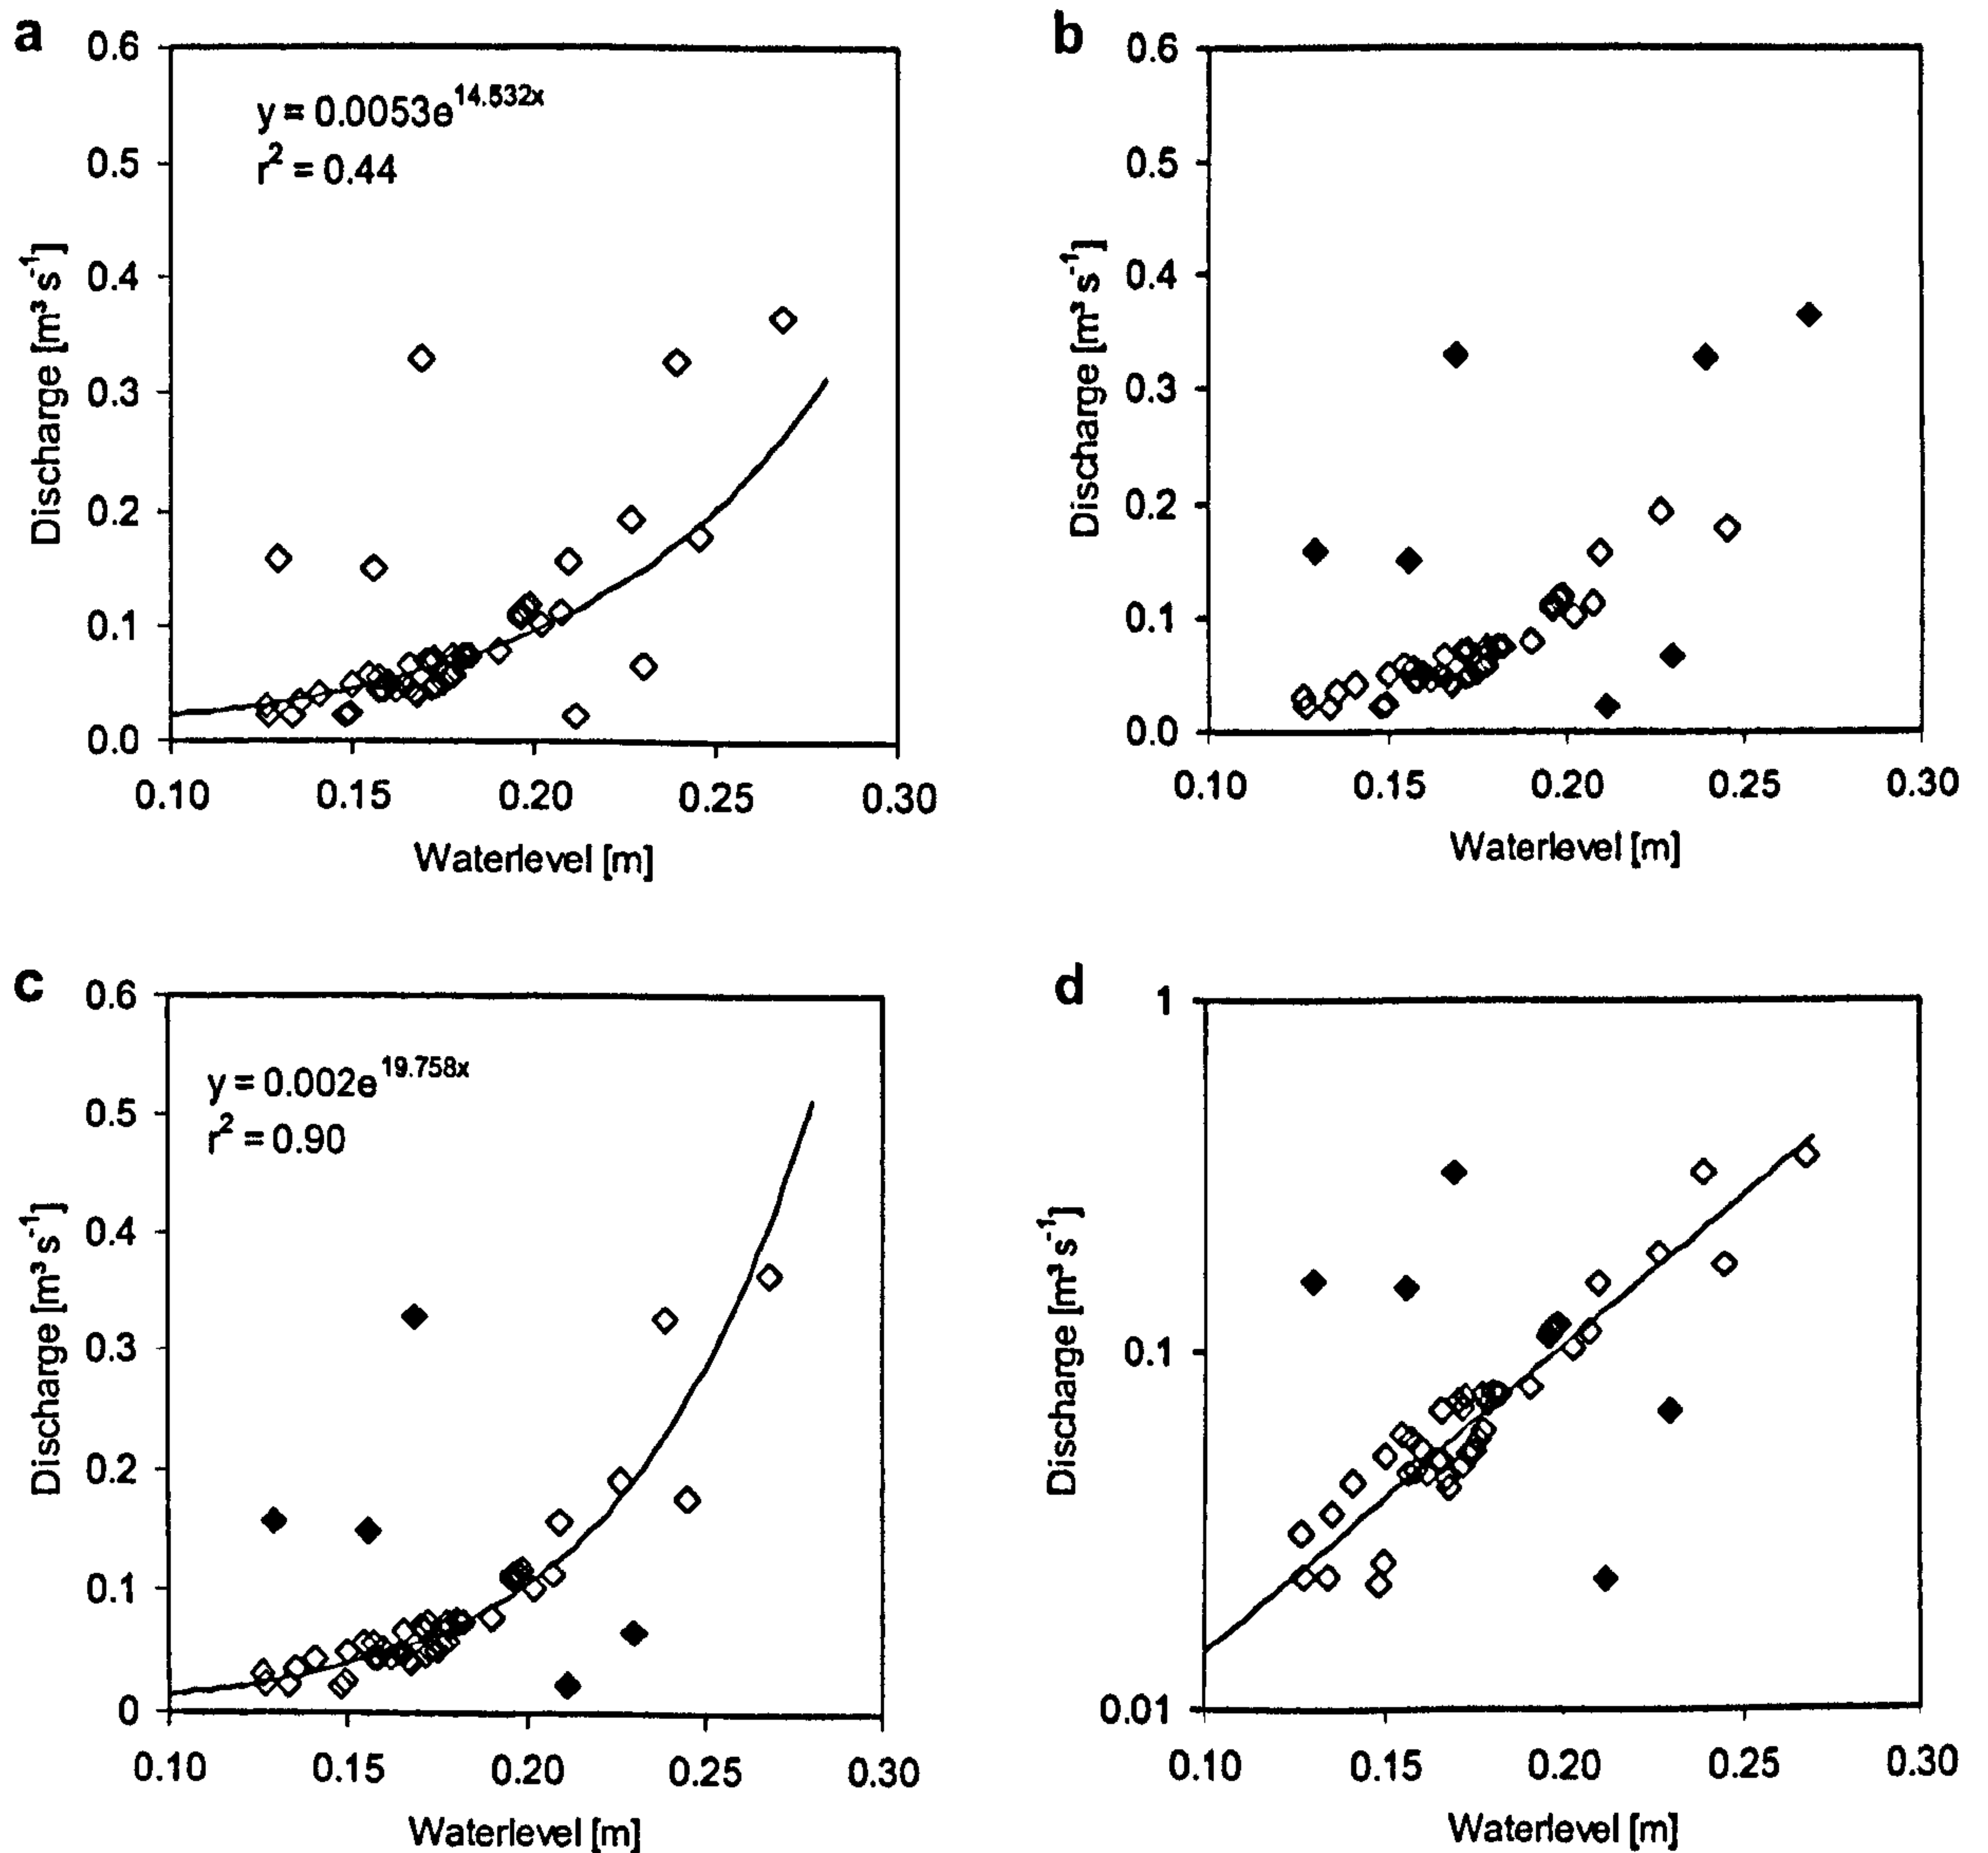 a
0.6
0.5
0.4
0.3
0.2
0.1
0.0
Discharge [m³ s⁻¹]
y = 0.0053e^14.532x
r² = 0.44
0.10 0.15 0.20 0.25 0.30
Waterlevel [m]
b
0.6
0.5
0.4
0.3
0.2
0.1
0.0
Discharge [m³ s⁻¹]
0.10 0.15 0.20 0.25 0.30
Waterlevel [m]
c
0.6
0.5
0.4
0.3
0.2
0.1
0
Discharge [m³ s⁻¹]
y = 0.002e^19.758x
r² = 0.90
0.10 0.15 0.20 0.25 0.30
Waterlevel [m]
d
1
0.1
0.01
Discharge [m³ s⁻¹]
0.10 0.15 0.20 0.25 0.30
Waterlevel [m]